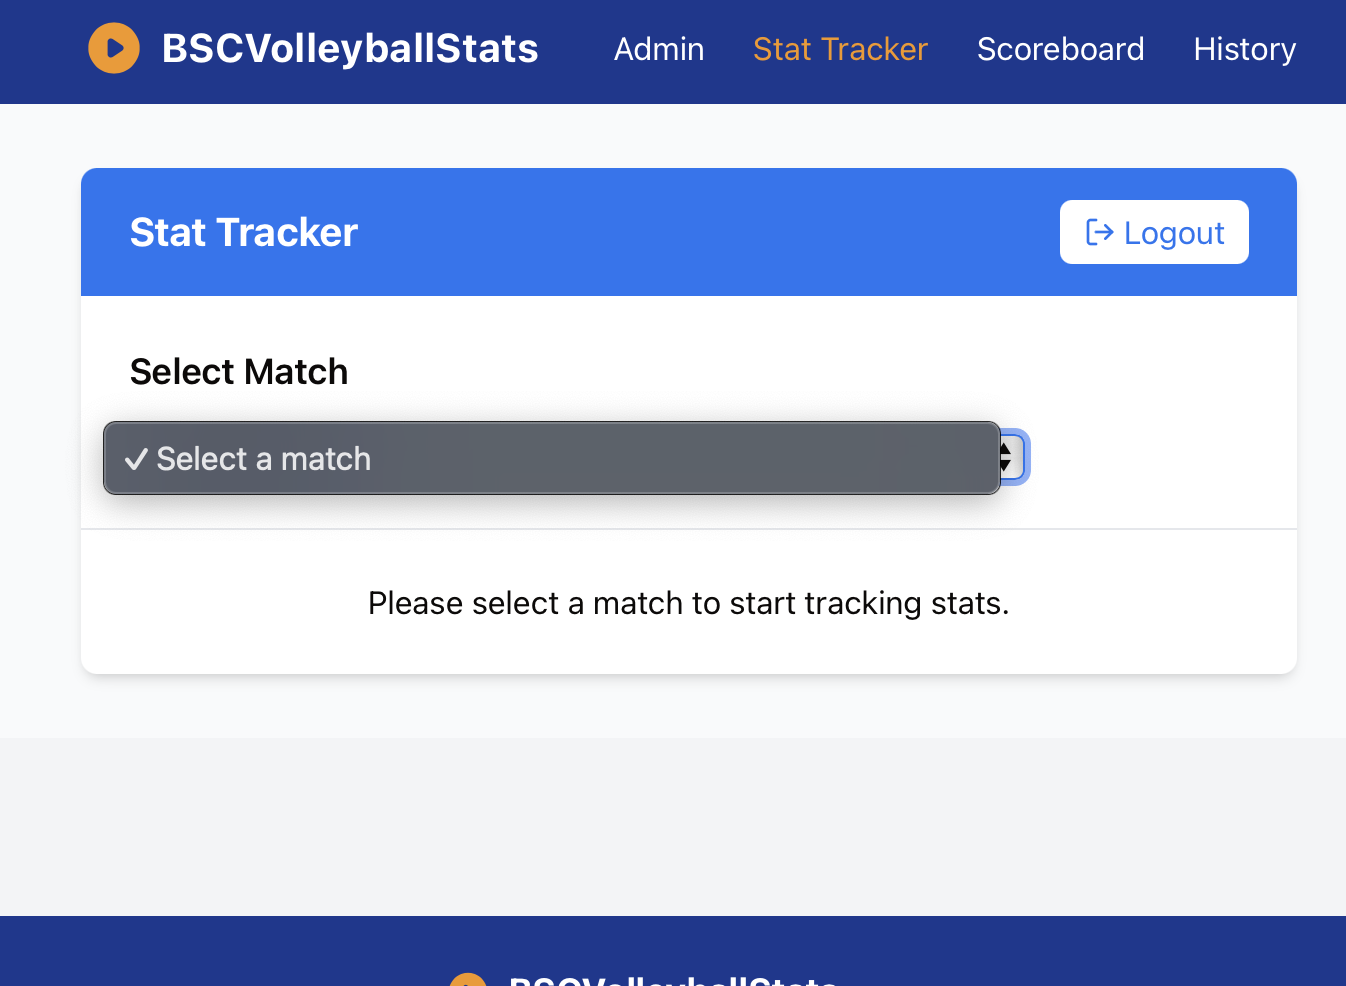 BSCVolleyballStats Admin Stat Tracker Scoreboard History
Stat Tracker Logout
Select Match
✓ Select a match
Please select a match to start tracking stats.
BSCVolleyballStats